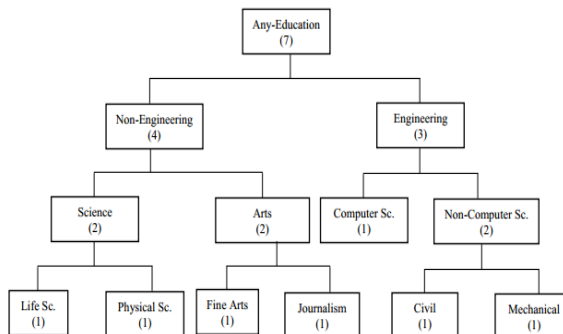 Any-Education
(7)
Non-Engineering
(4)
Engineering
(3)
Science
(2)
Arts
(2)
Computer Sc.
(1)
Non-Computer Sc.
(2)
Life Sc.
(1)
Physical Sc.
(1)
Fine Arts
(1)
Journalism
(1)
Civil
(1)
Mechanical
(1)